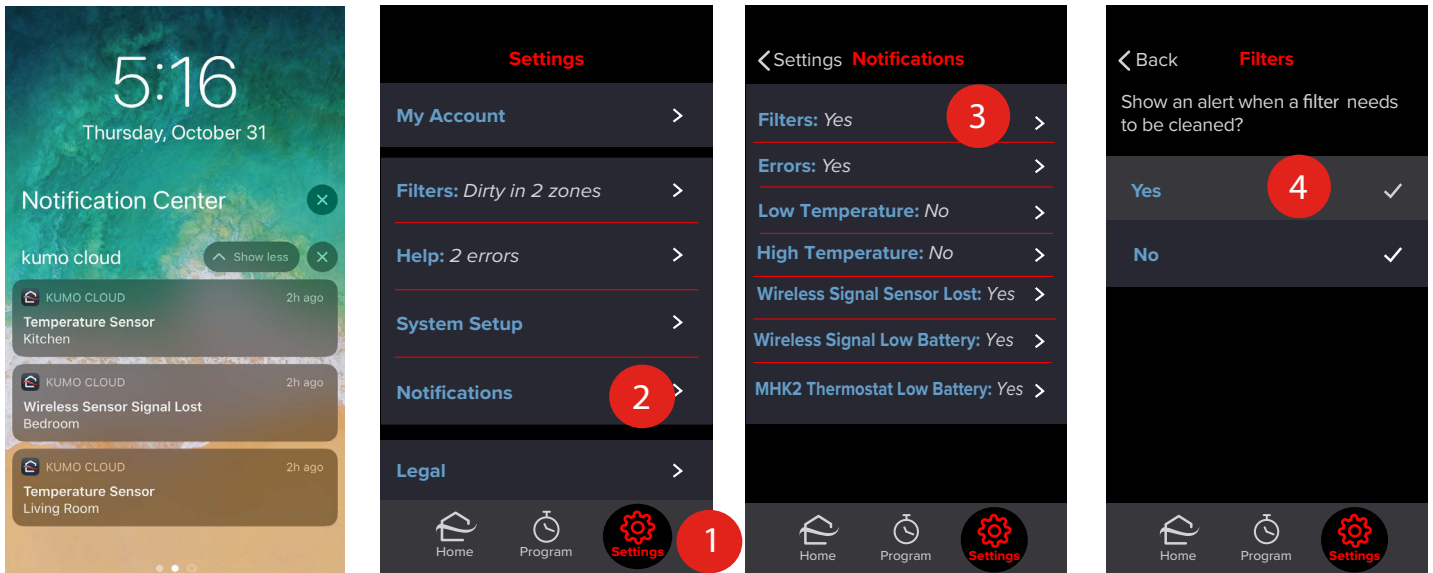 5:16
Thursday, October 31
Notification Center
kumo cloud
Show less
KUMO CLOUD 2h ago
Temperature Sensor
Kitchen
KUMO CLOUD 2h ago
Wireless Sensor Signal Lost
Bedroom
KUMO CLOUD 2h ago
Temperature Sensor
Living Room
Settings
My Account
Filters: Dirty in 2 zones
Help: 2 errors
System Setup
Notifications 2
Legal
Home Program Settings 1
Settings Notifications
Filters: Yes 3
Errors: Yes
Low Temperature: No
High Temperature: No
Wireless Signal Sensor Lost: Yes
Wireless Signal Low Battery: Yes
MHK2 Thermostat Low Battery: Yes
Home Program Settings
Back Filters
Show an alert when a filter needs
to be cleaned?
Yes 4
No
Home Program Settings